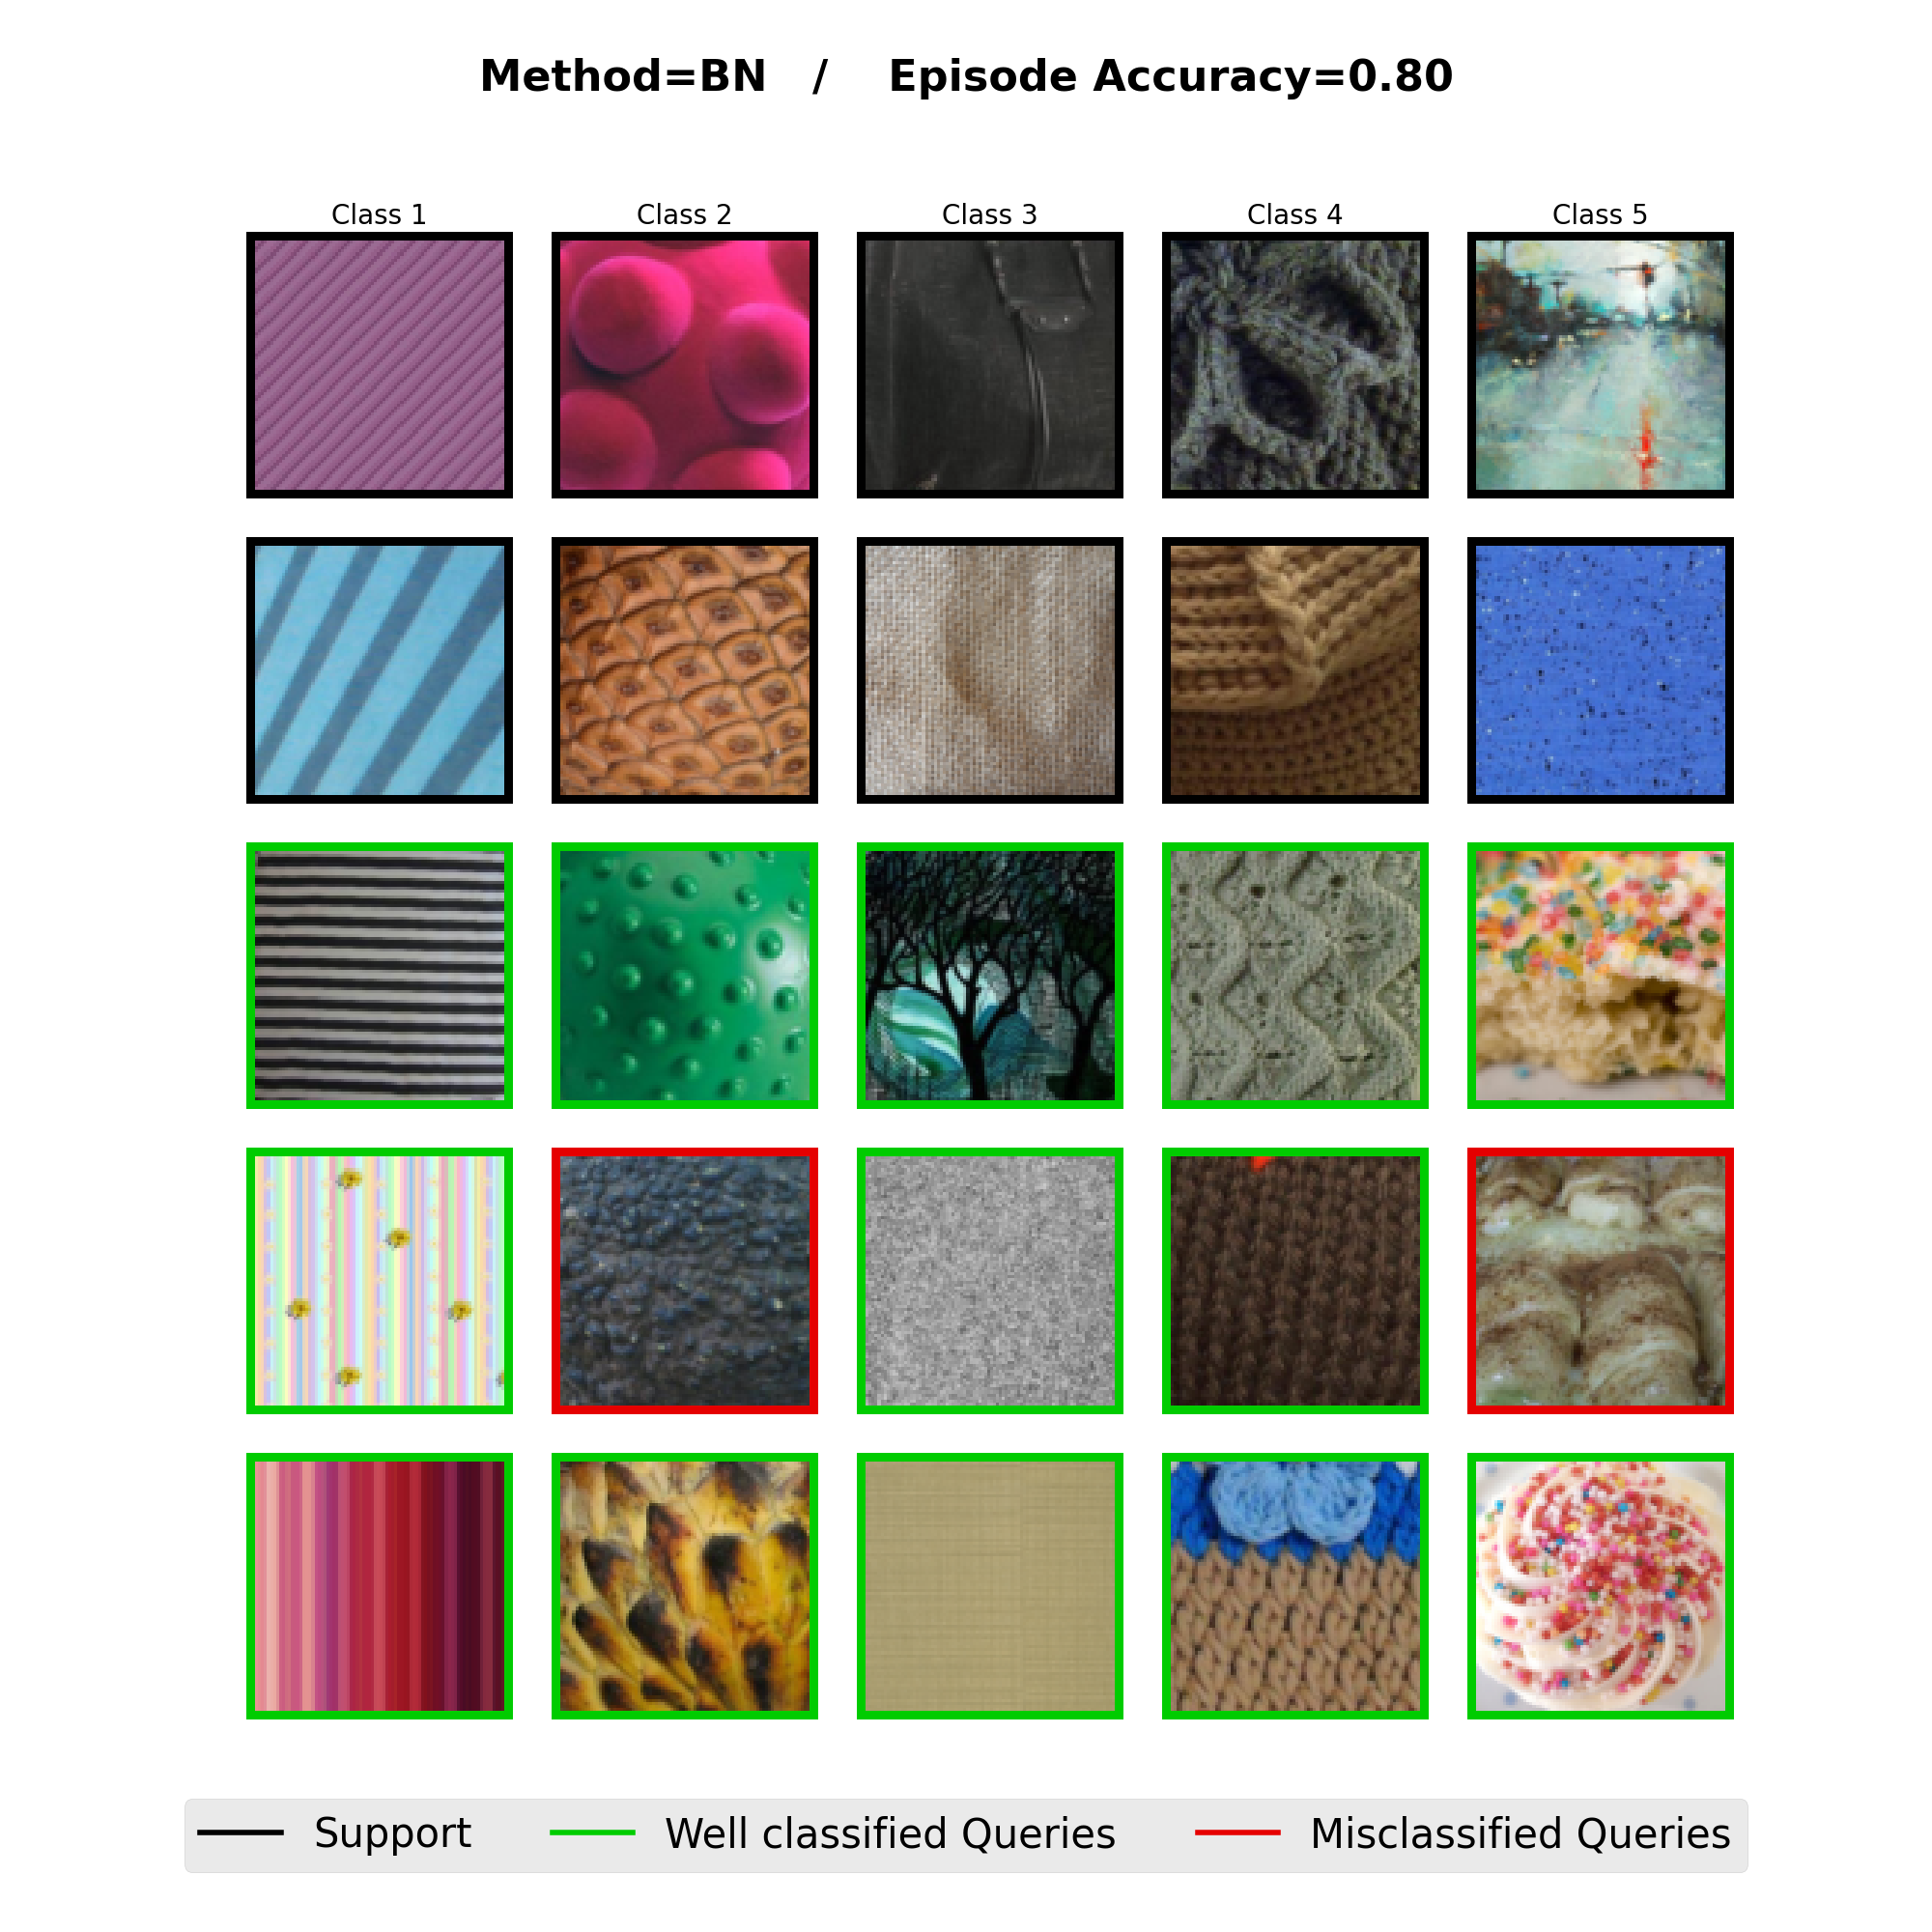 Method=BN / Episode Accuracy=0.80
Class 1 Class 2 Class 3 Class 4 Class 5
Support Well classified Queries Misclassified Queries